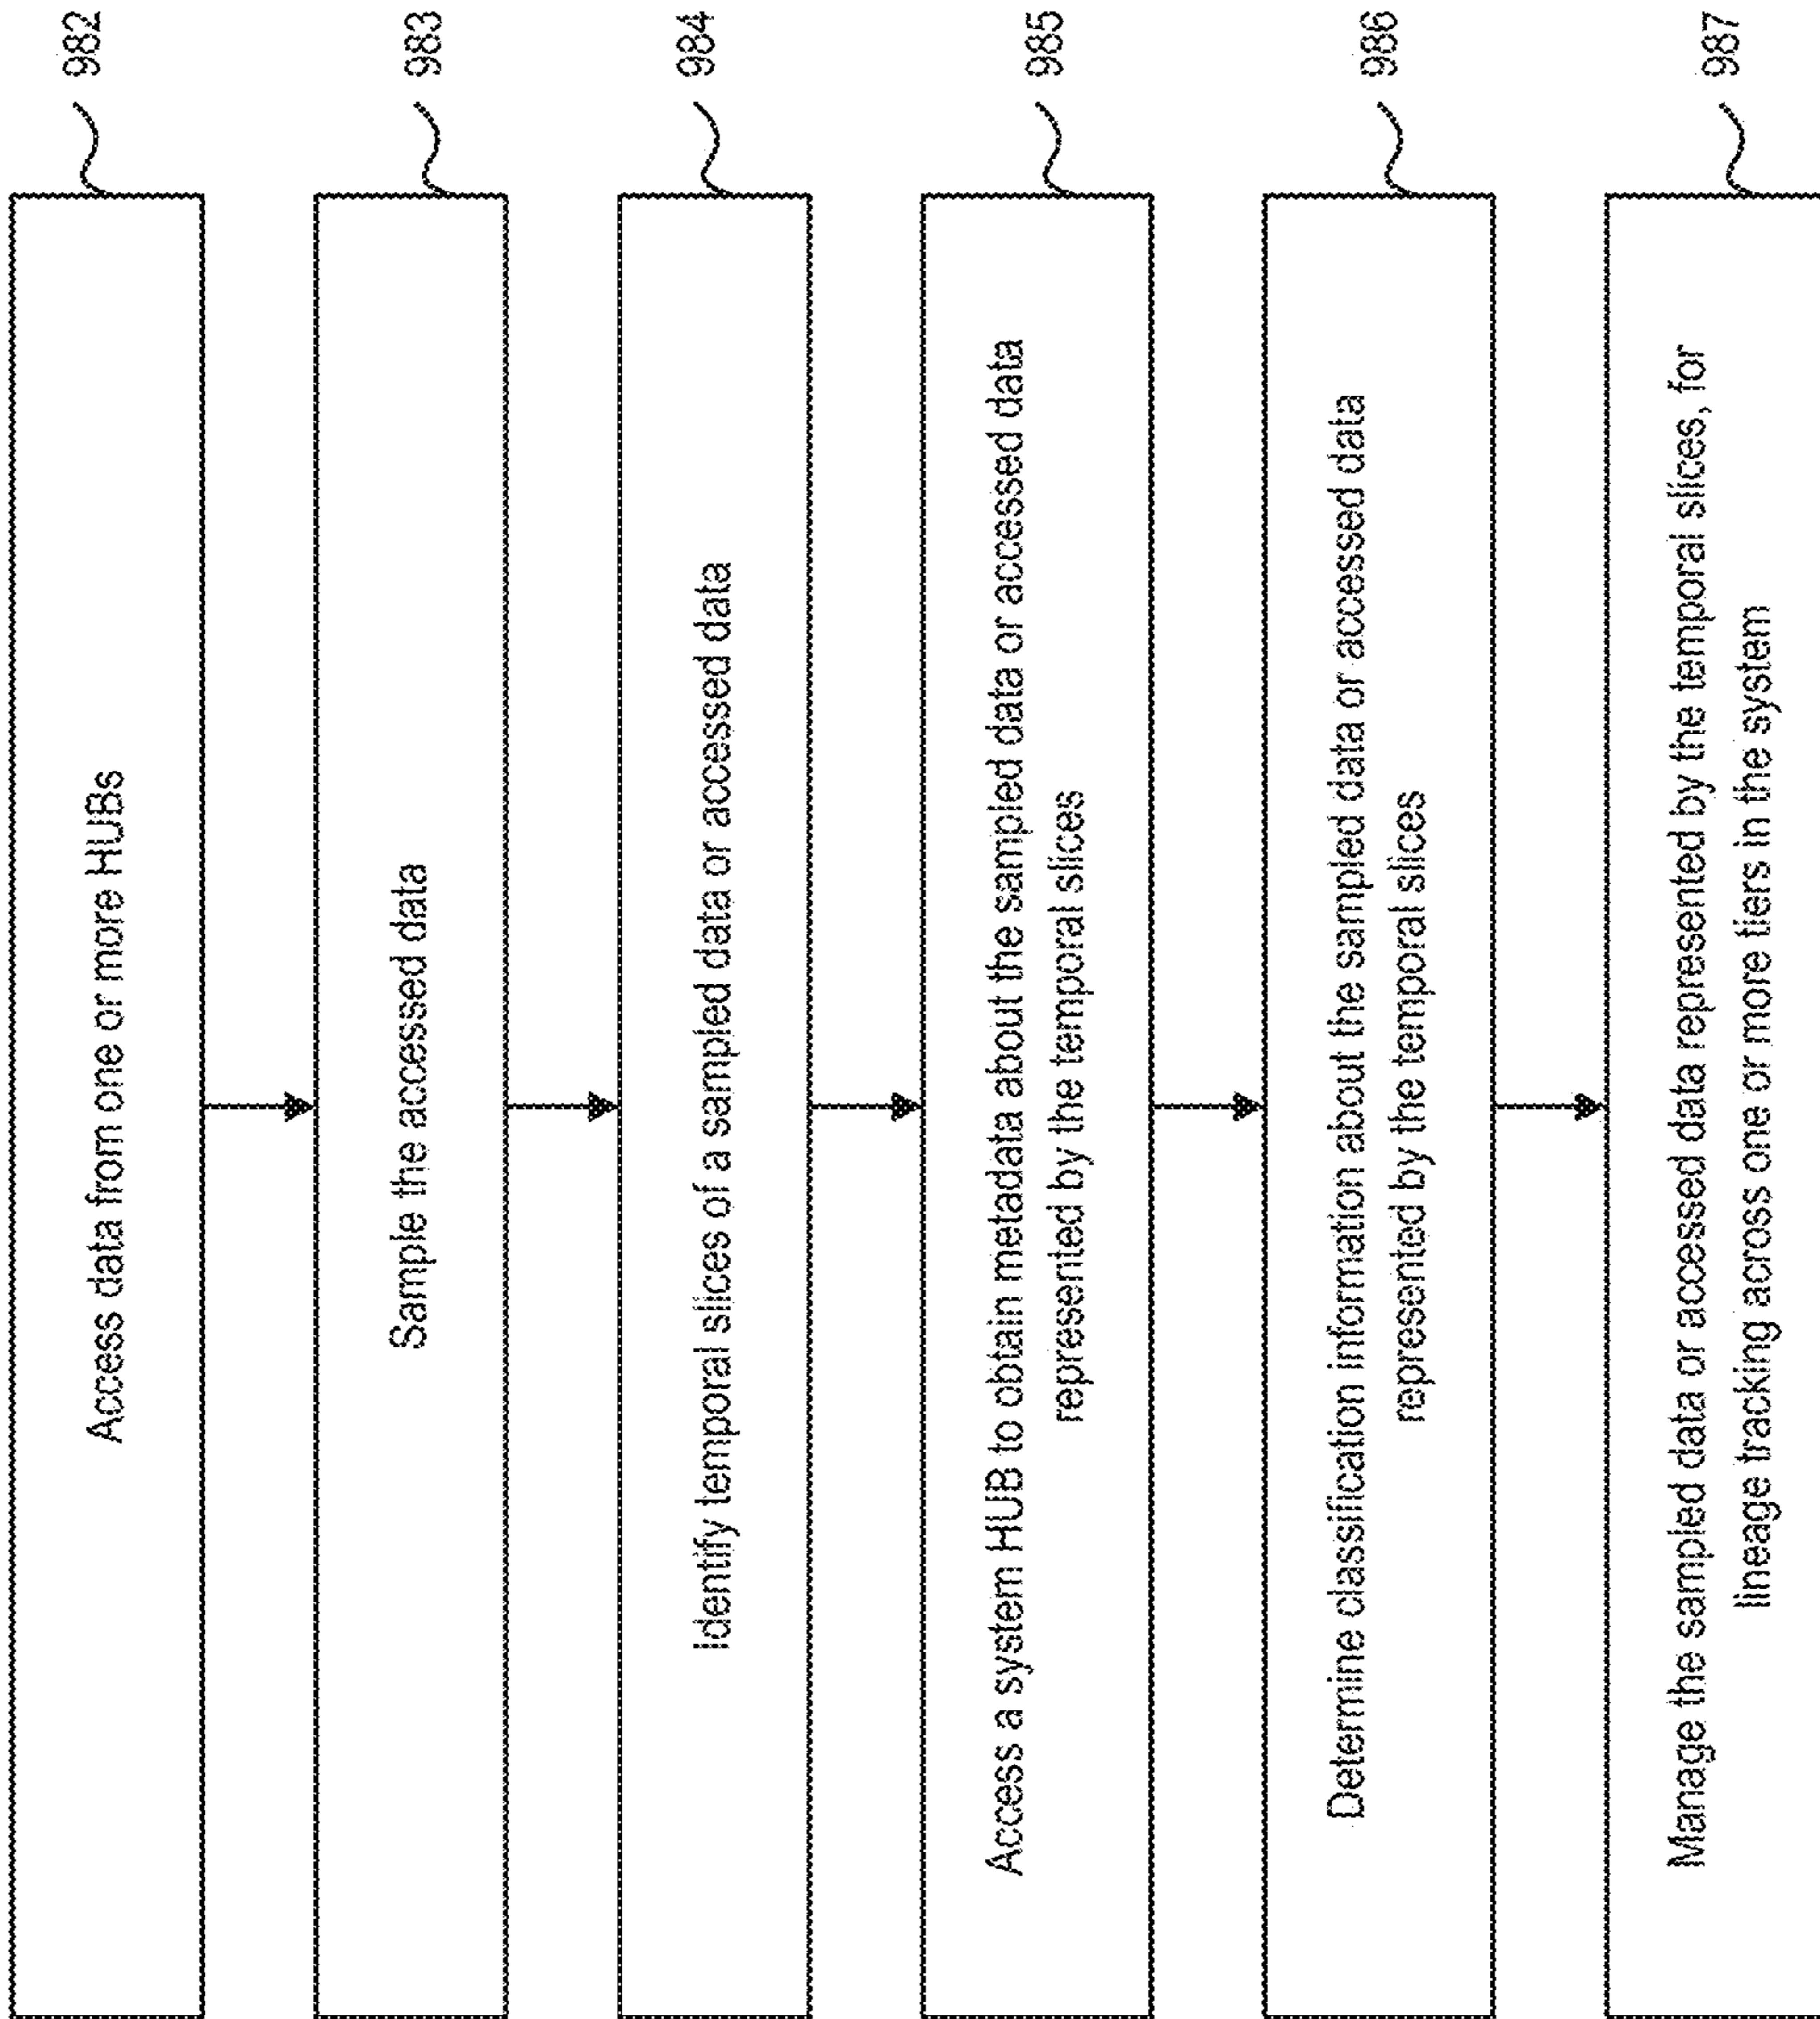 Access data from one or more HUBs
982
Sample the accessed data
983
Identify temporal slices of a sampled data or accessed data
984
Access a system HUB to obtain metadata about the sampled data or accessed data
represented by the temporal slices
985
Determine classification information about the sampled data or accessed data
represented by the temporal slices
986
Manage the sampled data or accessed data represented by the temporal slices, for
lineage tracking across one or more tiers in the system
987